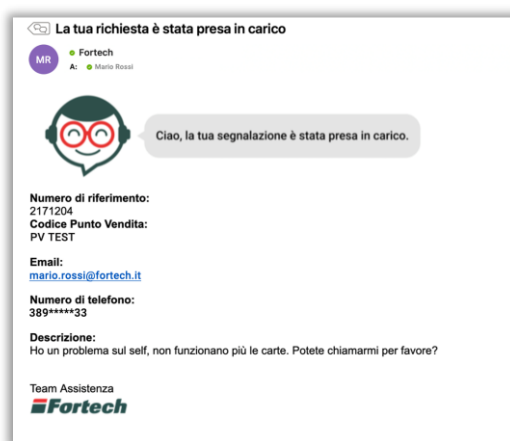 La tua richiesta è stata presa in carico
MR
Fortech
A: Mario Rossi
Ciao, la tua segnalazione è stata presa in carico.
Numero di riferimento:
2171204
Codice Punto Vendita:
PV TEST
Email:
mario.rossi@fortech.it
Numero di telefono:
389*****33
Descrizione:
Ho un problema sul self, non funzionano più le carte. Potete chiamarmi per favore?
Team Assistenza
Fortech